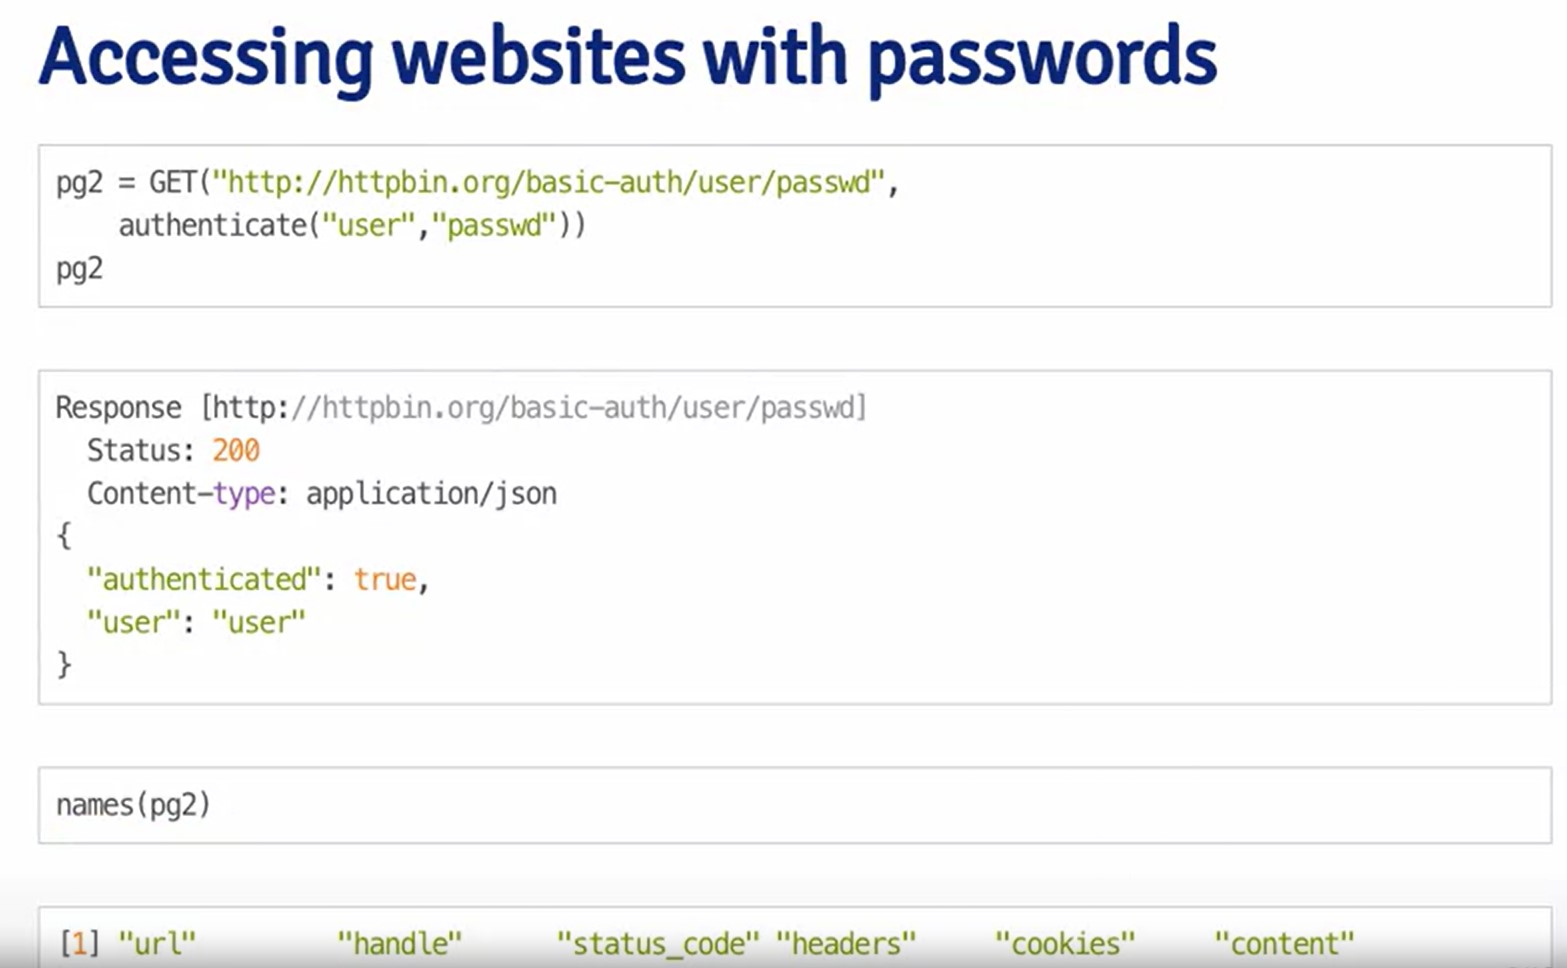 Accessing websites with passwords
pg2 = GET("http://httpbin.org/basic-auth/user/passwd",
    authenticate("user","passwd"))
pg2
Response [http://httpbin.org/basic-auth/user/passwd]
  Status: 200
  Content-type: application/json
{
  "authenticated": true,
  "user": "user"
}
names(pg2)
[1] "url"         "handle"      "status_code" "headers"     "cookies"     "content"